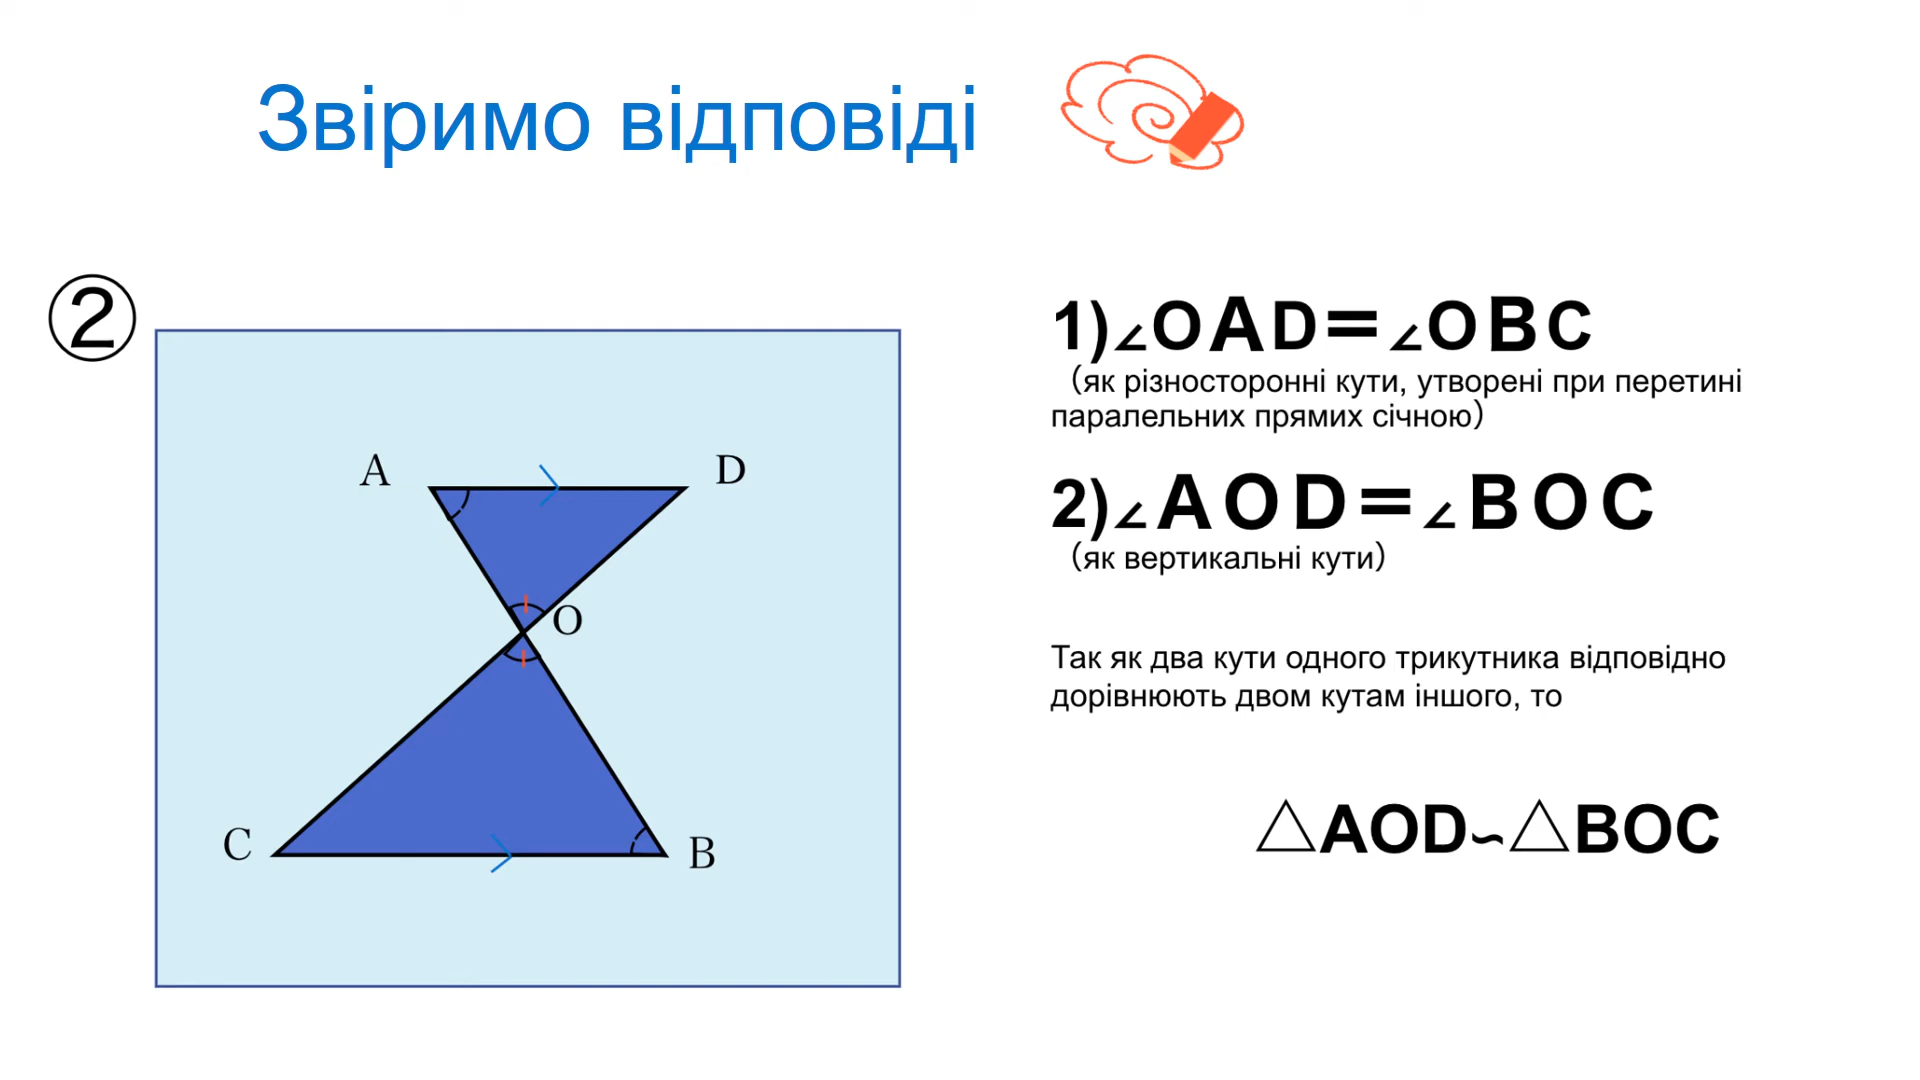 Звіримо відповіді
②
A
D
O
C
B
1)∠OAD=∠OBC
(як різносторонні кути, утворені при перетині
паралельних прямих січною)
2)∠AOD=∠BOC
(як вертикальні кути)
Так як два кути одного трикутника відповідно
дорівнюють двом кутам іншого, то
△AOD∽△BOC